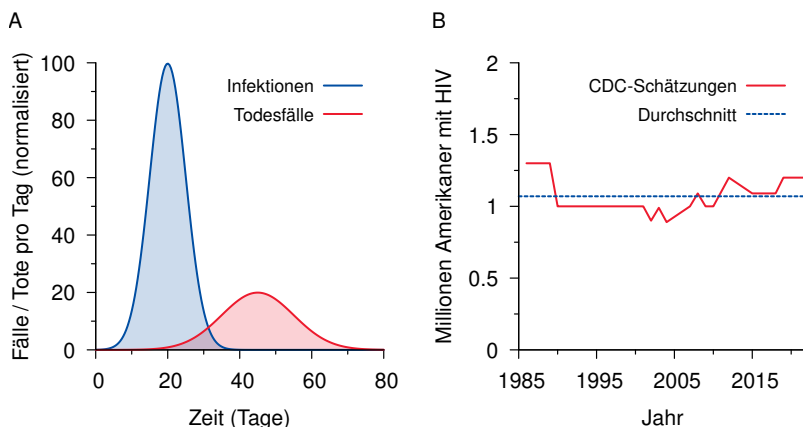 A
Fälle / Tote pro Tag (normalisiert)
100
80
60
40
20
0
Infektionen
Todesfälle
0 20 40 60 80
Zeit (Tage)
B
Millionen Amerikaner mit HIV
2
1.5
1
0.5
0
CDC-Schätzungen
Durchschnitt
1985 1995 2005 2015
Jahr